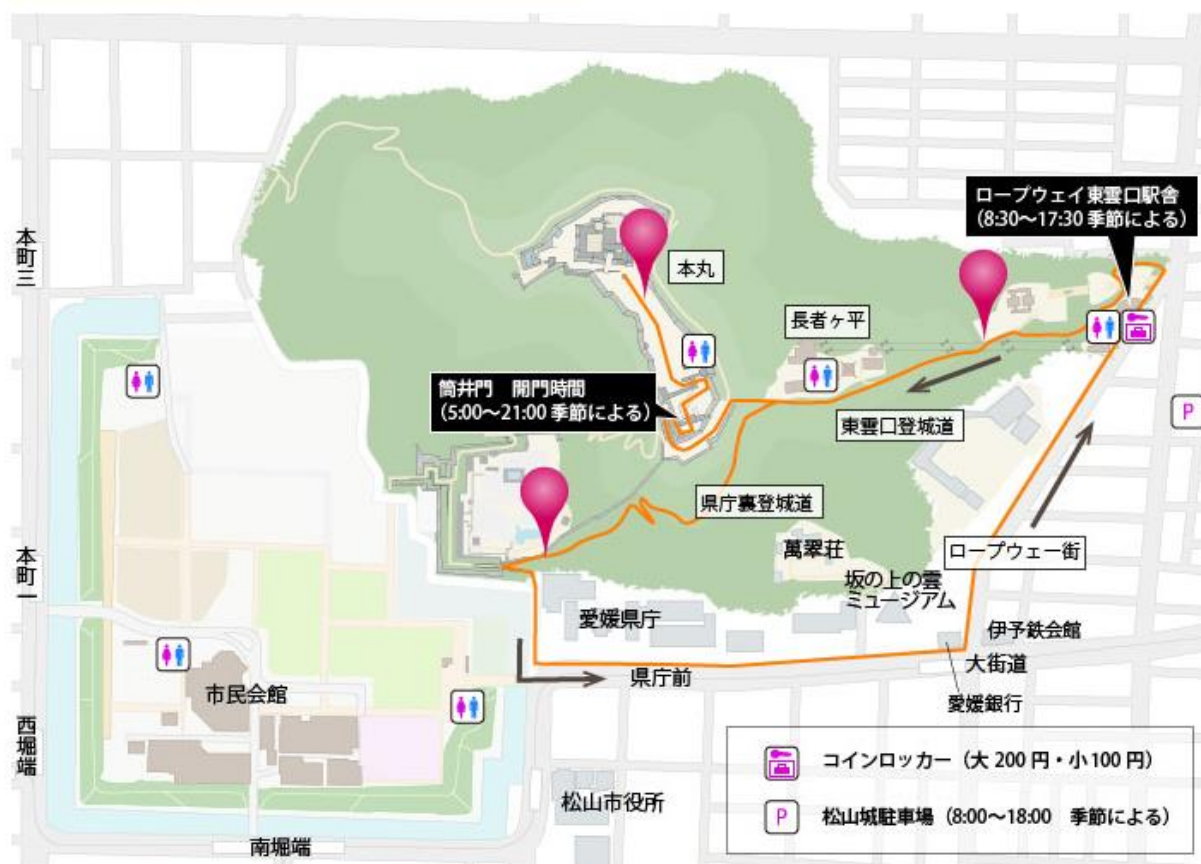 ロープウェイ東雲口駅舎
(8:30~17:30 季節による)
本町三
本丸
長者ヶ平
筒井門 開門時間
(5:00~21:00 季節による)
P
東雲口登城道
県庁裏登城道
本町一
萬翠荘
ロープウェー街
坂の上の雲
ミュージアム
愛媛県庁
伊予鉄会館
大街道
県庁前
市民会館
愛媛銀行
西堀端
コインロッカー(大200円・小100円)
松山市役所
P
松山城駐車場(8:00~18:00 季節による)
南堀端